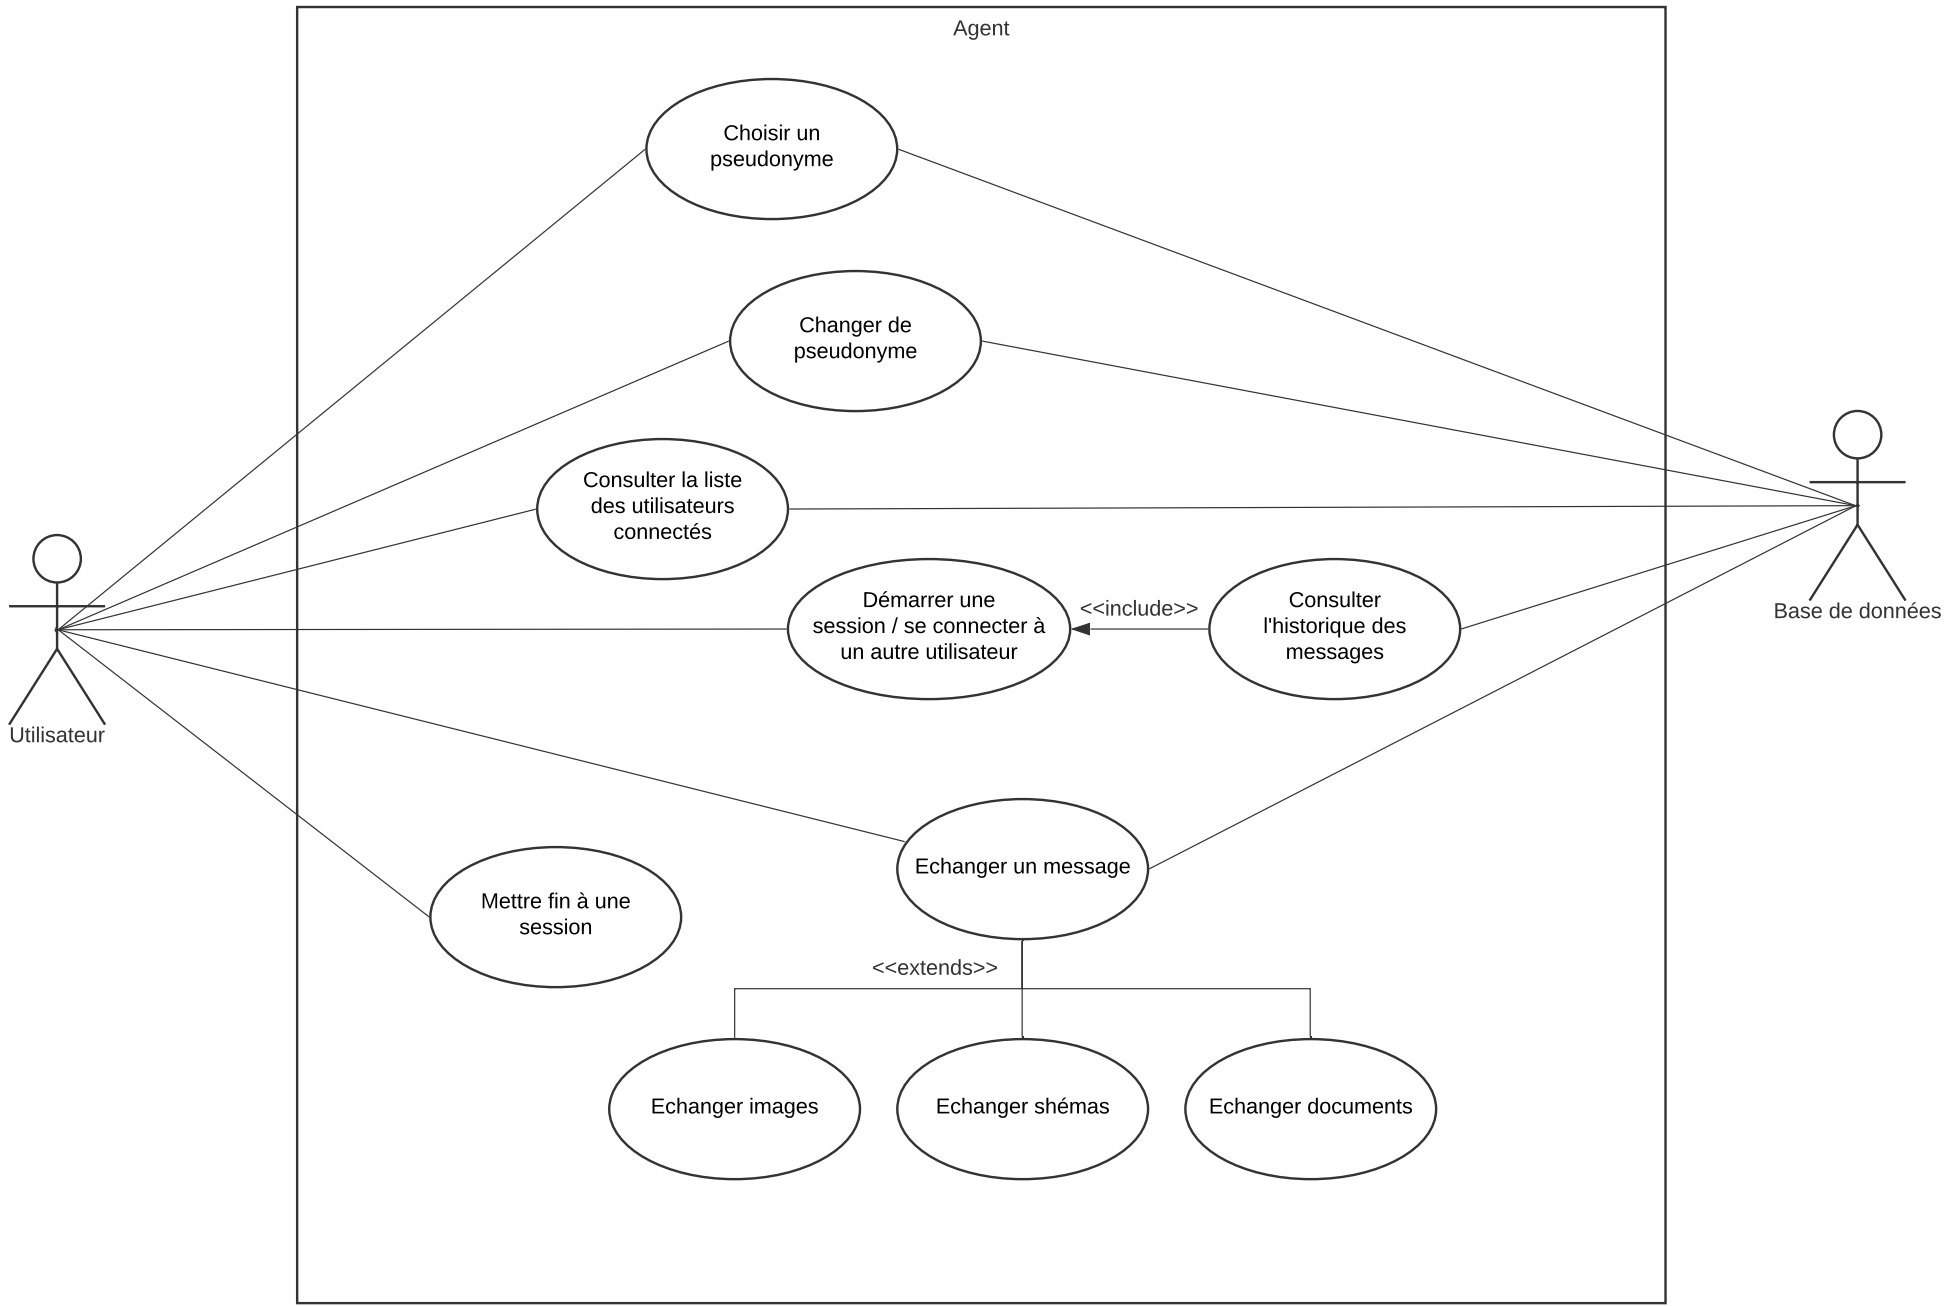 Agent
Choisir un
pseudonyme
Changer de
pseudonyme
Consulter la liste
des utilisateurs
connectés
Démarrer une
session / se connecter à
un autre utilisateur
<<include>>
Consulter
l'historique des
messages
Base de données
Utilisateur
Echanger un message
Mettre fin à une
session
<<extends>>
Echanger images
Echanger shémas
Echanger documents